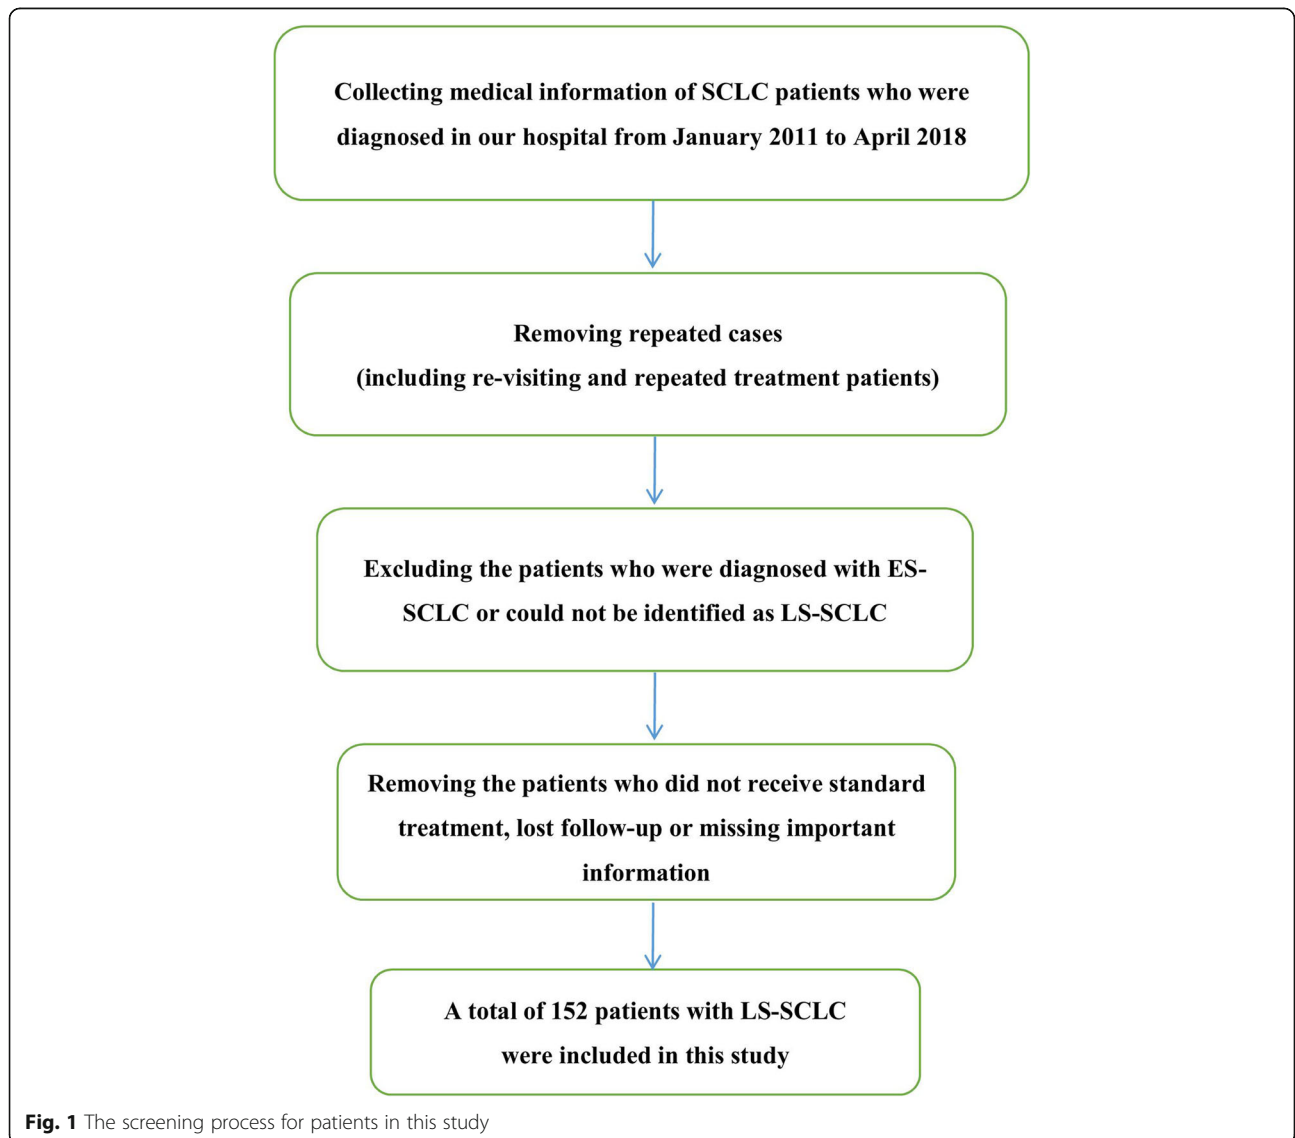 Collecting medical information of SCLC patients who were
diagnosed in our hospital from January 2011 to April 2018
Removing repeated cases
(including re-visiting and repeated treatment patients)
Excluding the patients who were diagnosed with ES-
SCLC or could not be identified as LS-SCLC
Removing the patients who did not receive standard
treatment, lost follow-up or missing important
information
A total of 152 patients with LS-SCLC
were included in this study
Fig. 1 The screening process for patients in this study